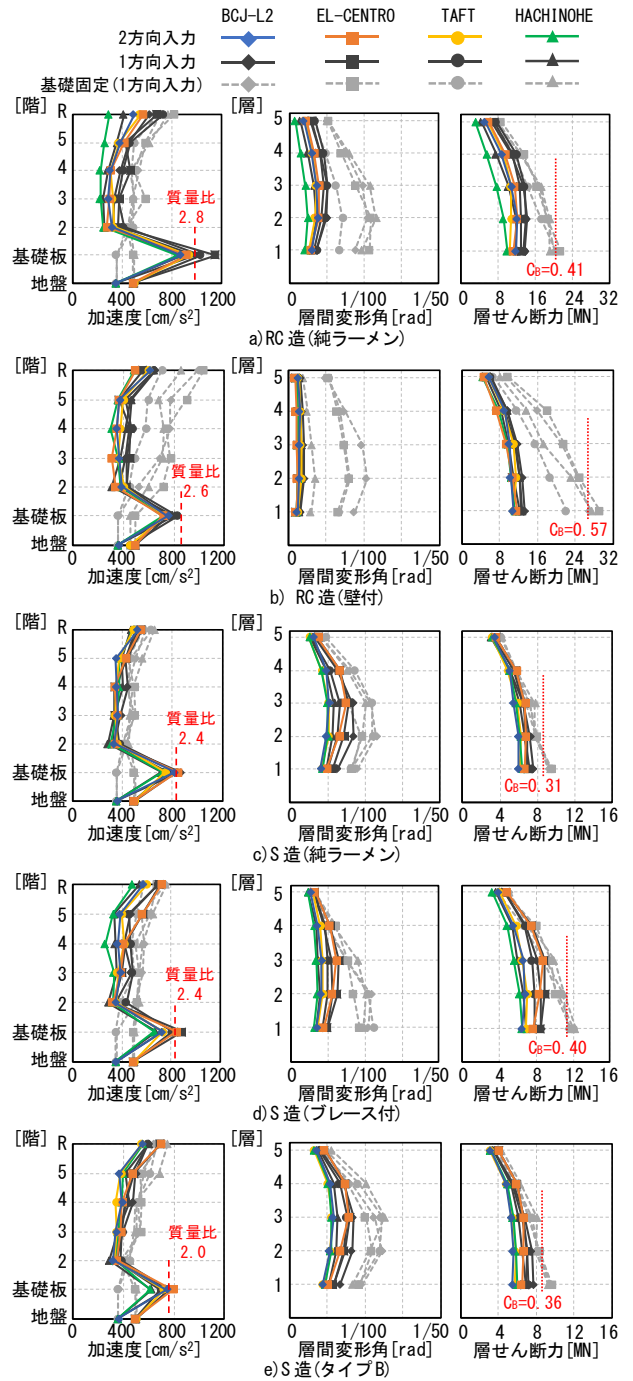 BCJ-L2 EL-CENTRO TAFT HACHINOHE
2方向入力
1方向入力
基礎固定(1方向入力)
[階] [層]
R 5
5 4
4 3
3 2
2 1
基礎板
地盤
質量比
2.8
CB=0.41
400 800 1200 0 1/100 1/50 0 8 16 24 32
加速度[cm/s2] 層間変形角[rad] 層せん断力[MN]
a)RC造(純ラーメン)
[階] [層]
R 5
5 4
4 3
3 2
2 1
基礎板
地盤
質量比
2.6
CB=0.57
0 400 800 1200 0 1/100 1/50 0 8 16 24 32
加速度[cm/s2] 層間変形角[rad] 層せん断力[MN]
b) RC造(壁付)
[階] [層]
R 5
5 4
4 3
3 2
2 1
基礎板
地盤
質量比
2.4
CB=0.31
0 400 800 1200 0 1/100 1/50 0 4 8 12 16
加速度[cm/s2] 層間変形角[rad] 層せん断力[MN]
c)S造(純ラーメン)
[階] [層]
R 5
5 4
4 3
3 2
2 1
基礎板
地盤
質量比
2.4
CB=0.40
0 400 800 1200 0 1/100 1/50 0 4 8 12 16
加速度[cm/s2] 層間変形角[rad] 層せん断力[MN]
d)S造(ブレース付)
[階] [層]
R 5
5 4
4 3
3 2
2 1
基礎板
地盤
質量比
2.0
CB=0.36
0 400 800 1200 0 1/100 1/50 0 4 8 12 16
加速度[cm/s2] 層間変形角[rad] 層せん断力[MN]
e)S造(タイプB)